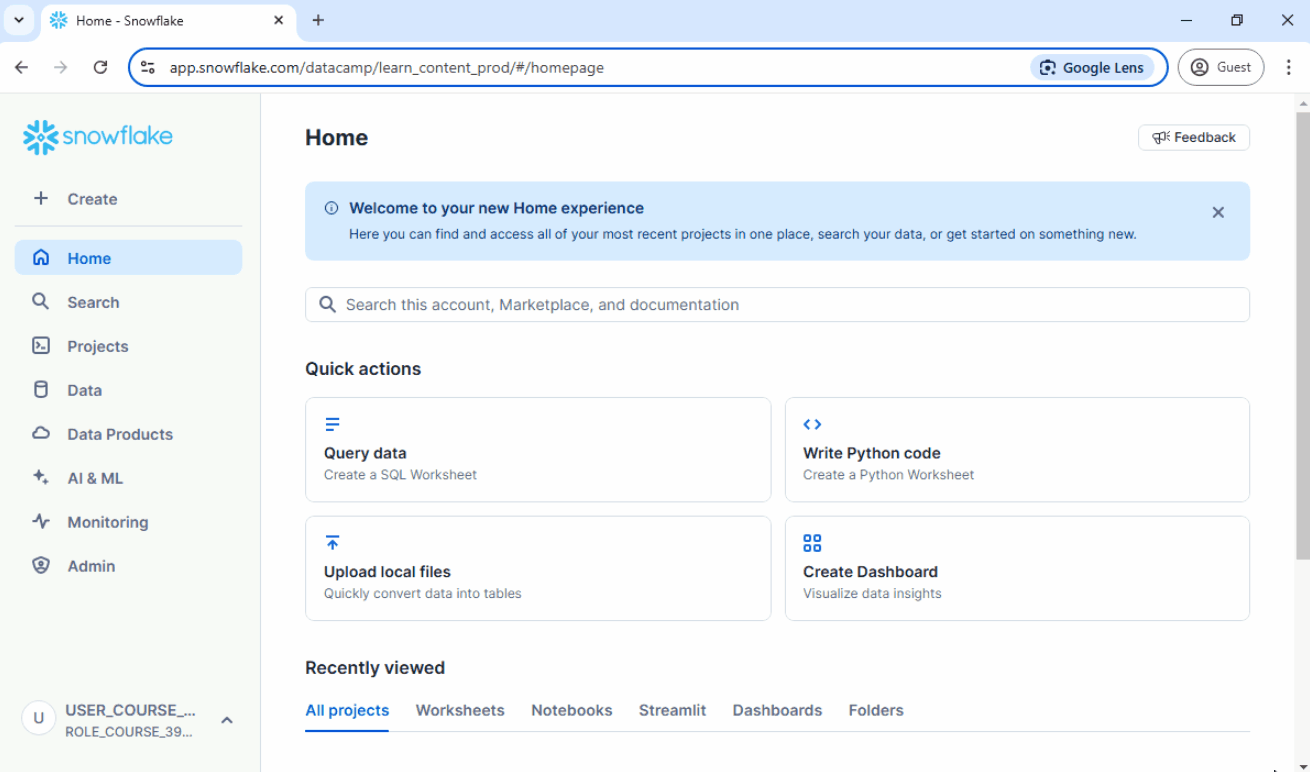 Home - Snowflake
app.snowflake.com/datacamp/learn_content_prod/#/homepage
Google Lens
Guest
snowflake
Create
Home
Search
Projects
Data
Data Products
AI & ML
Monitoring
Admin
U
USER_COURSE_...
ROLE_COURSE_39...
Home
Feedback
Welcome to your new Home experience
Here you can find and access all of your most recent projects in one place, search your data, or get started on something new.
Search this account, Marketplace, and documentation
Quick actions
Query data
Create a SQL Worksheet
Write Python code
Create a Python Worksheet
Upload local files
Quickly convert data into tables
Create Dashboard
Visualize data insights
Recently viewed
All projects Worksheets Notebooks Streamlit Dashboards Folders